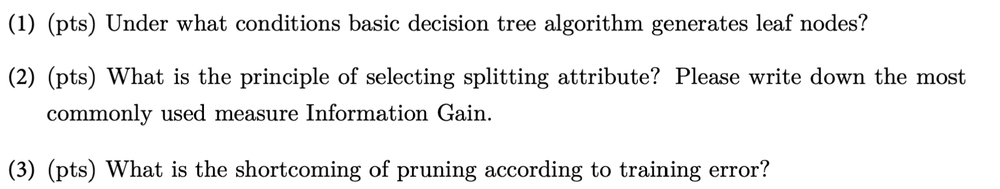 (1) (pts) Under what conditions basic decision tree algorithm generates leaf nodes?
(2) (pts) What is the principle of selecting splitting attribute? Please write down the most
commonly used measure Information Gain.
(3) (pts) What is the shortcoming of pruning according to training error?